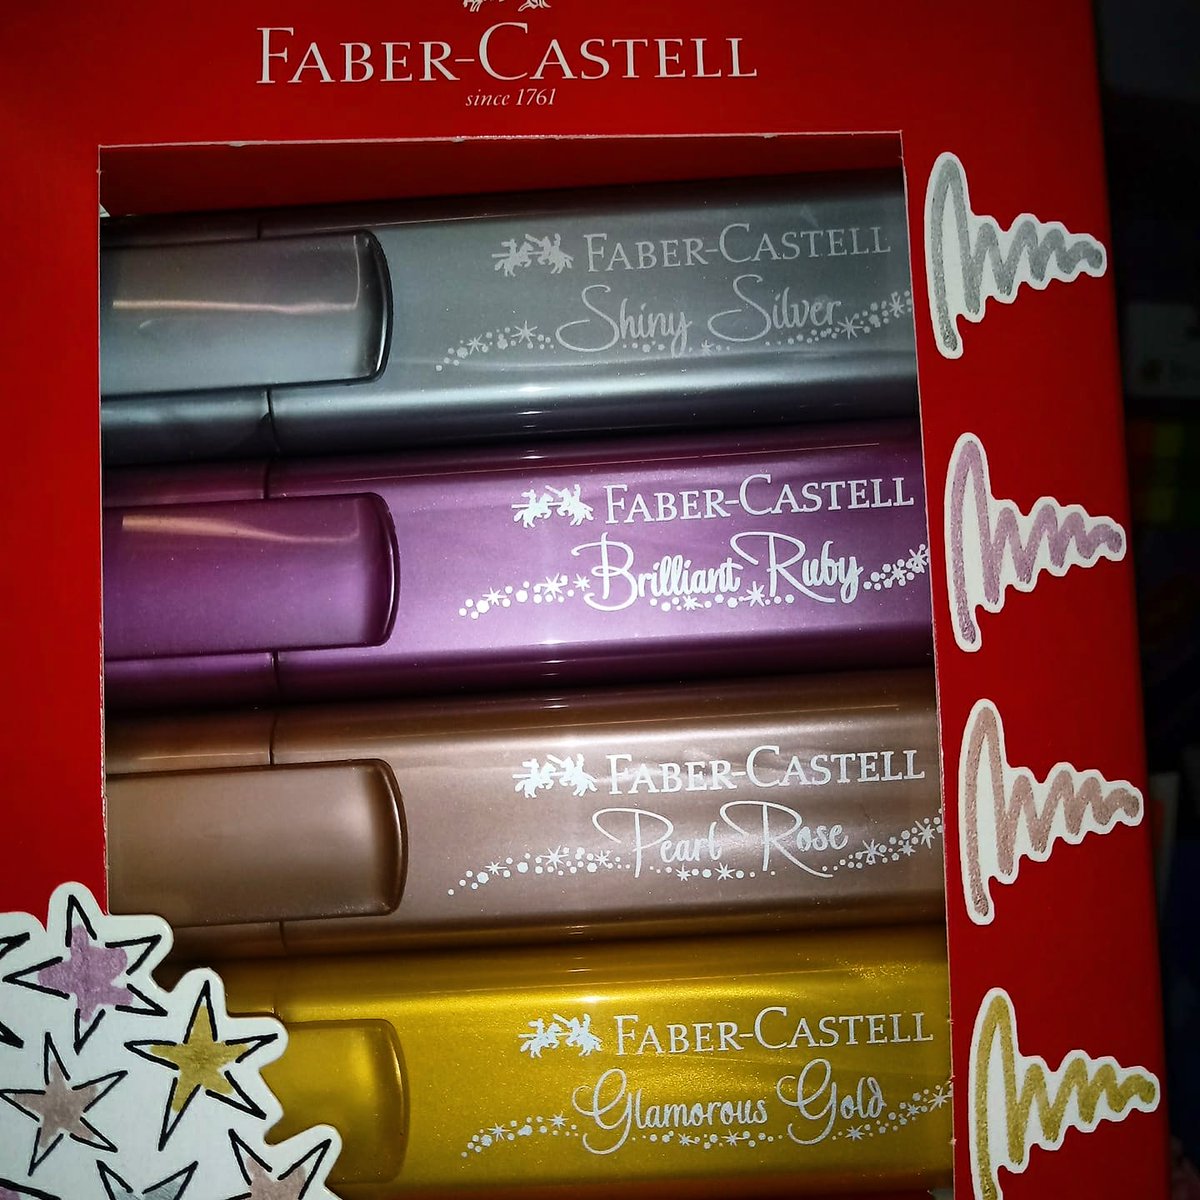 FABER-CASTELL
since 1761
FABER-CASTELL
Shiny Silver
FABER-CASTELL
Brilliant Ruby
FABER-CASTELL
Pearl Rose
FABER-CASTELL
Glamorous Gold